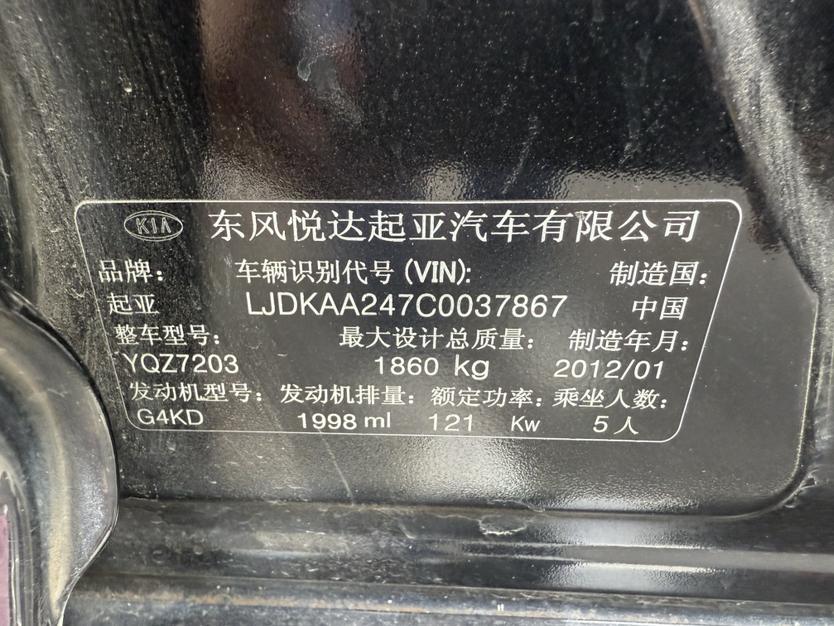 KIA 东风悦达起亚汽车有限公司
品牌： 车辆识别代号(VIN): 制造国：
起亚 LJDKAA247C0037867 中国
整车型号： 最大设计总质量： 制造年月：
YQZ7203 1860 kg 2012/01
发动机型号： 发动机排量： 额定功率： 乘坐人数：
G4KD 1998 ml 121 Kw 5 人